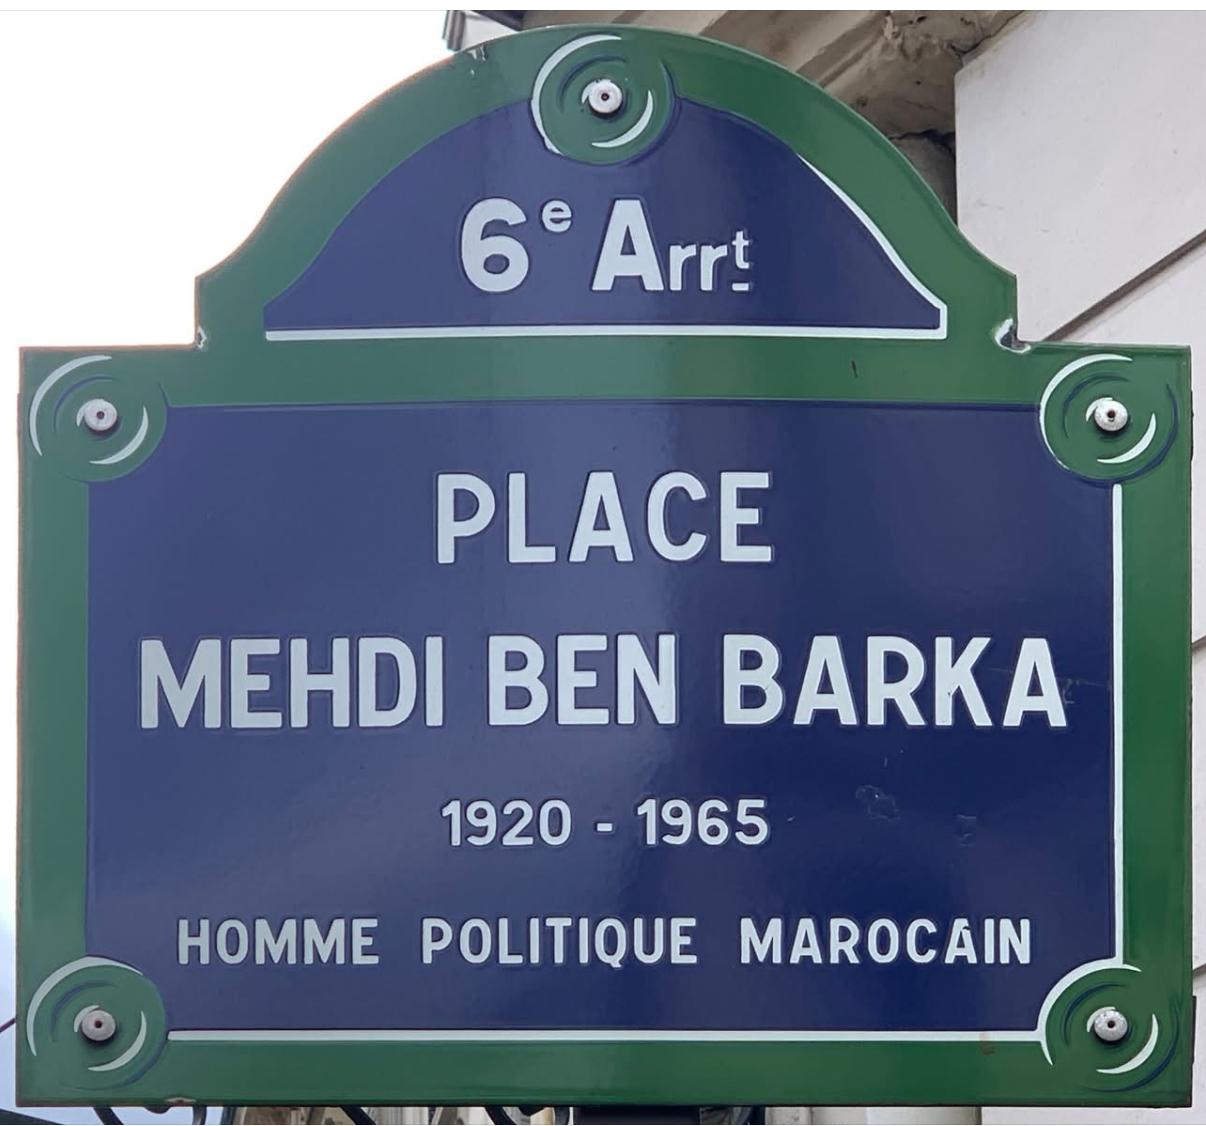 6e Arrt
PLACE
MEHDI BEN BARKA
1920 - 1965
HOMME POLITIQUE MAROCAIN